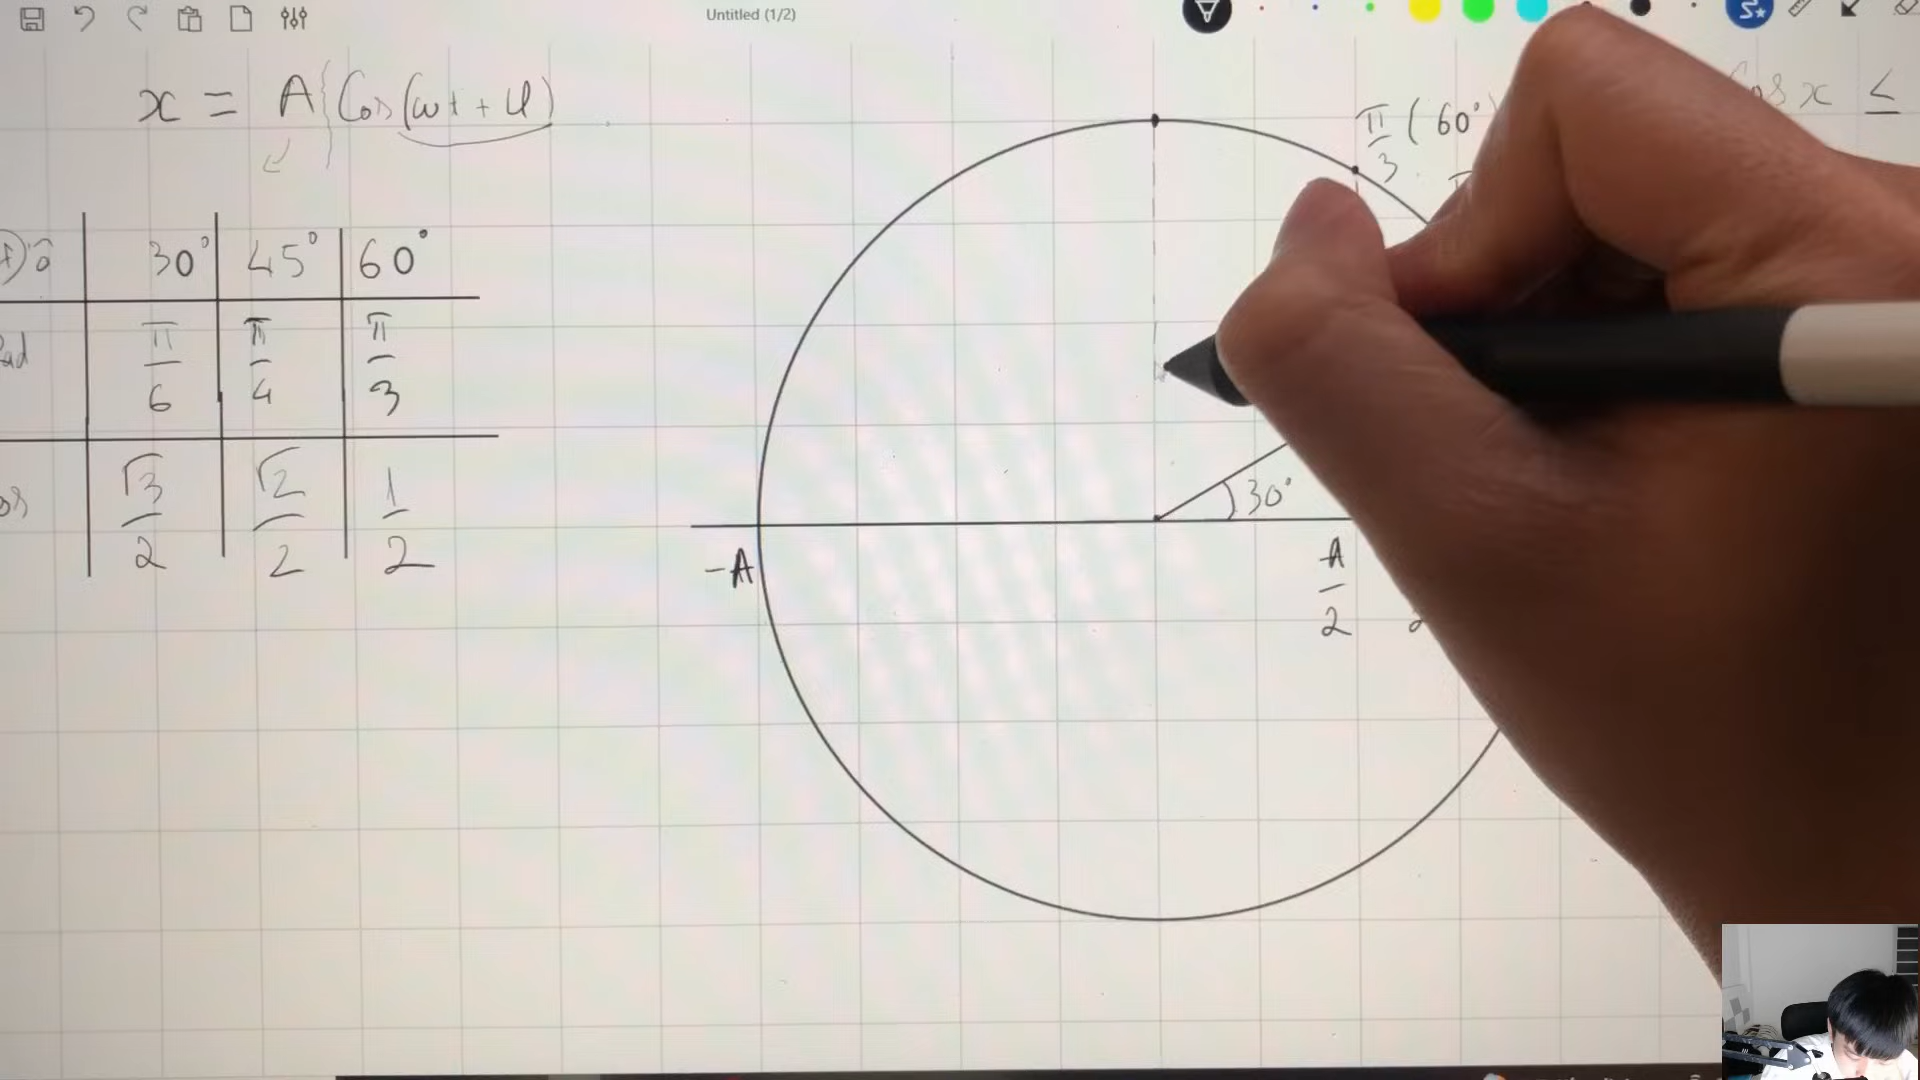 Untitled (1/2)
x = A{Cos(ωt + φ)
cos x ≤
π/3 (60°
30° 45° 60°
π/6 π/4 π/3
√3/2 √2/2 1/2
30°
-A
A/2